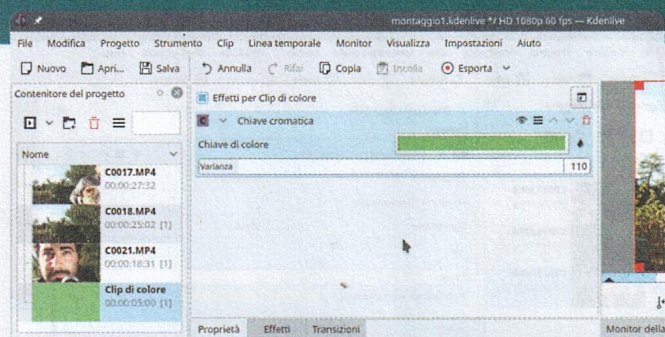 montaggio1.kdenlive */ HD 1080p 60 fps — Kdenlive
File Modifica Progetto Strumento Clip Linea temporale Monitor Visualizza Impostazioni Aiuto
Nuovo Apri... Salva Annulla Rifai Copia Incolla Esporta
Contenitore del progetto
Effetti per Clip di colore
C Chiave cromatica
Chiave di colore
Varianza 110
Nome
C0017.MP4
00:00:27:32
C0018.MP4
00:00:25:02 [1]
C0021.MP4
00:00:18:31 [1]
Clip di colore
00:00:05:00 [1]
Proprietà Effetti Transizioni
Monitor della